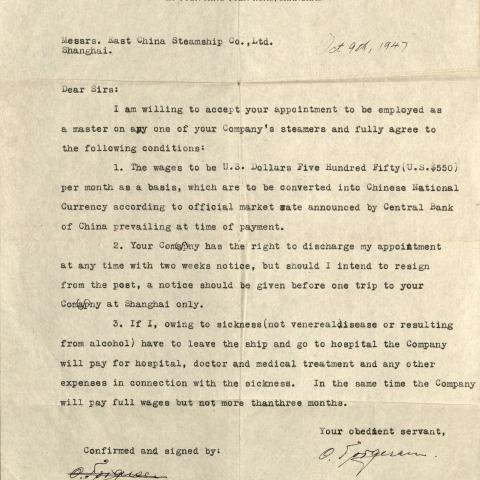 Messrs. East China Steamship Co.,Ltd.
Shanghai.
Oct 9th, 1947
Dear Sirs:
I am willing to accept your appointment to be employed as
a master on any one of your Company's steamers and fully agree to
the following conditions:
1. The wages to be U.S. Dollars Five Hundred Fifty(U.S.$550)
per month as a basis, which are to be converted into Chinese National
Currency according to official market rate announced by Central Bank
of China prevailing at time of payment.
2. Your Company has the right to discharge my appointment
at any time with two weeks notice, but should I intend to resign
from the post, a notice should be given before one trip to your
Company at Shanghai only.
3. If I, owing to sickness(not venerealdisease or resulting
from alcohol) have to leave the ship and go to hospital the Company
will pay for hospital, doctor and medical treatment and any other
expenses in connection with the sickness. In the same time the Company
will pay full wages but not more thanthree months.
Your obedient servant,
Confirmed and signed by: